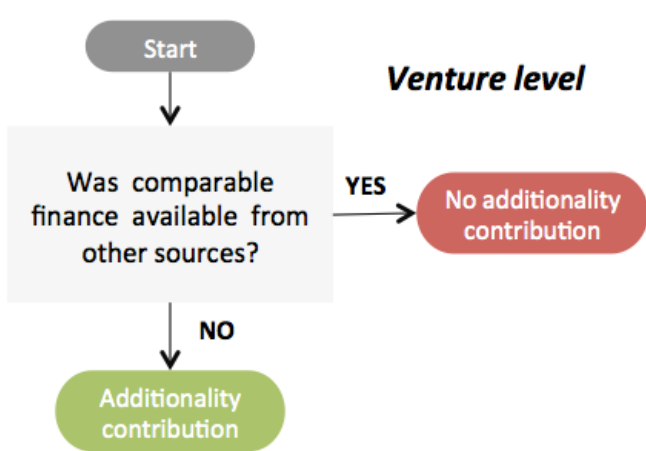 Start
Venture level
Was comparable
finance available from
other sources?
YES
No additionality
contribution
NO
Additionality
contribution